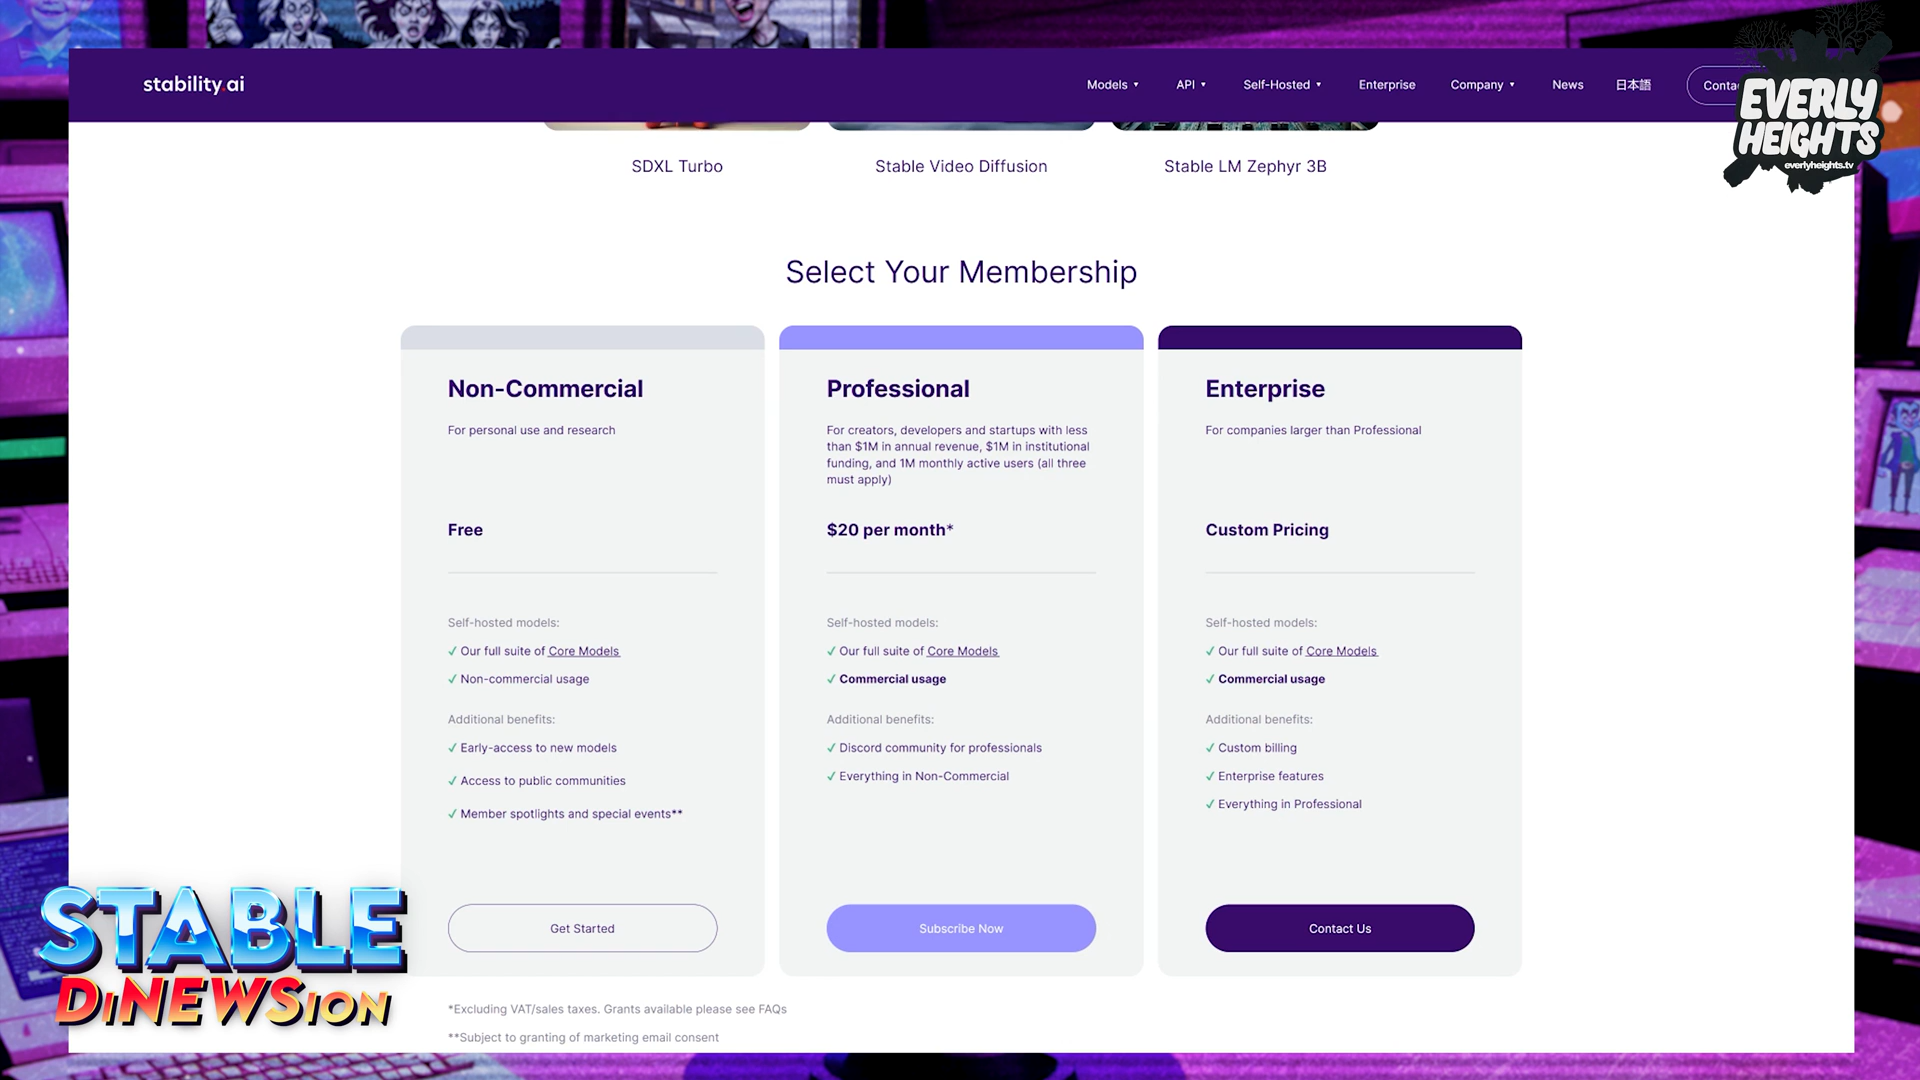 stability.ai
Models
API
Self-Hosted
Enterprise
Company
News
日本語
Conta
EVERLY
HEIGHTS
everlyheights.tv
SDXL Turbo
Stable Video Diffusion
Stable LM Zephyr 3B
Select Your Membership
Non-Commercial
For personal use and research
Free
Self-hosted models:
✓ Our full suite of Core Models
✓ Non-commercial usage
Additional benefits:
✓ Early-access to new models
✓ Access to public communities
✓ Member spotlights and special events**
Get Started
Professional
For creators, developers and startups with less
than $1M in annual revenue, $1M in institutional
funding, and 1M monthly active users (all three
must apply)
$20 per month*
Self-hosted models:
✓ Our full suite of Core Models
✓ Commercial usage
Additional benefits:
✓ Discord community for professionals
✓ Everything in Non-Commercial
Subscribe Now
Enterprise
For companies larger than Professional
Custom Pricing
Self-hosted models:
✓ Our full suite of Core Models
✓ Commercial usage
Additional benefits:
✓ Custom billing
✓ Enterprise features
✓ Everything in Professional
Contact Us
*Excluding VAT/sales taxes. Grants available please see FAQs
**Subject to granting of marketing email consent
STABLE
DiNEWSion